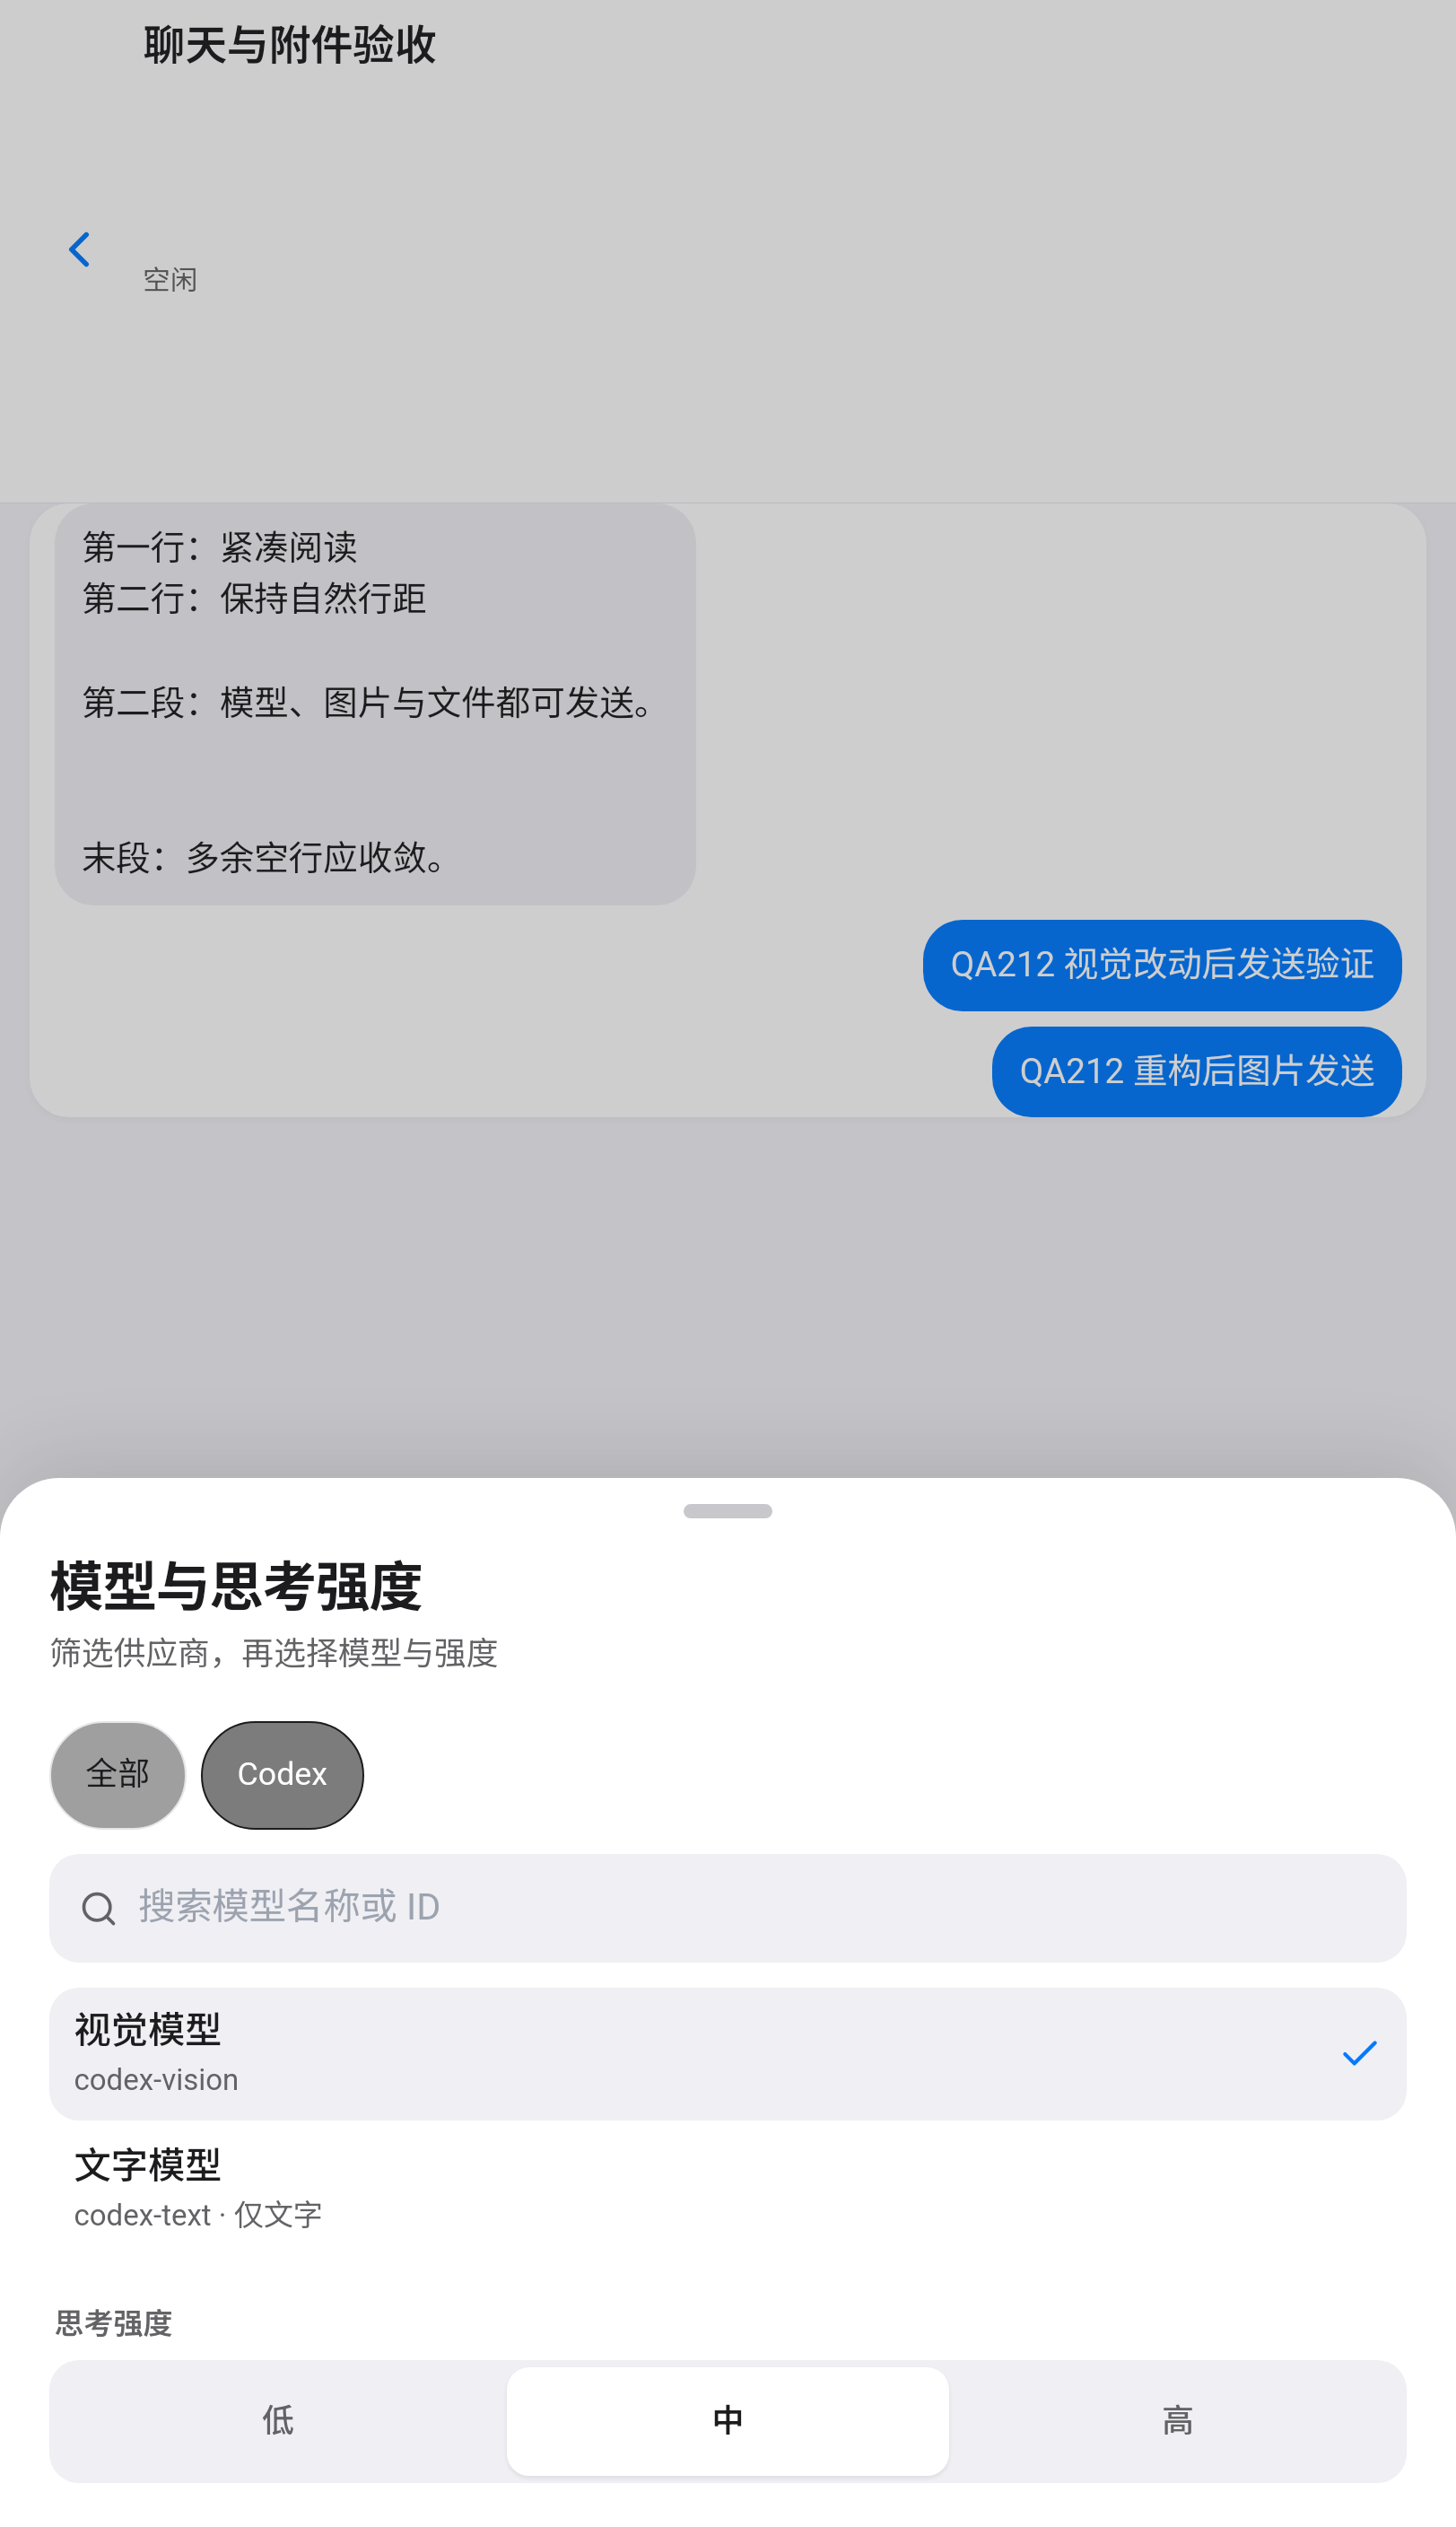 聊天与附件验收
空闲
第一行：紧凑阅读
第二行：保持自然行距
第二段：模型、图片与文件都可发送。
末段：多余空行应收敛。
QA212 视觉改动后发送验证
QA212 重构后图片发送
模型与思考强度
筛选供应商，再选择模型与强度
全部
Codex
搜索模型名称或 ID
视觉模型
codex-vision
文字模型
codex-text · 仅文字
思考强度
低
中
高